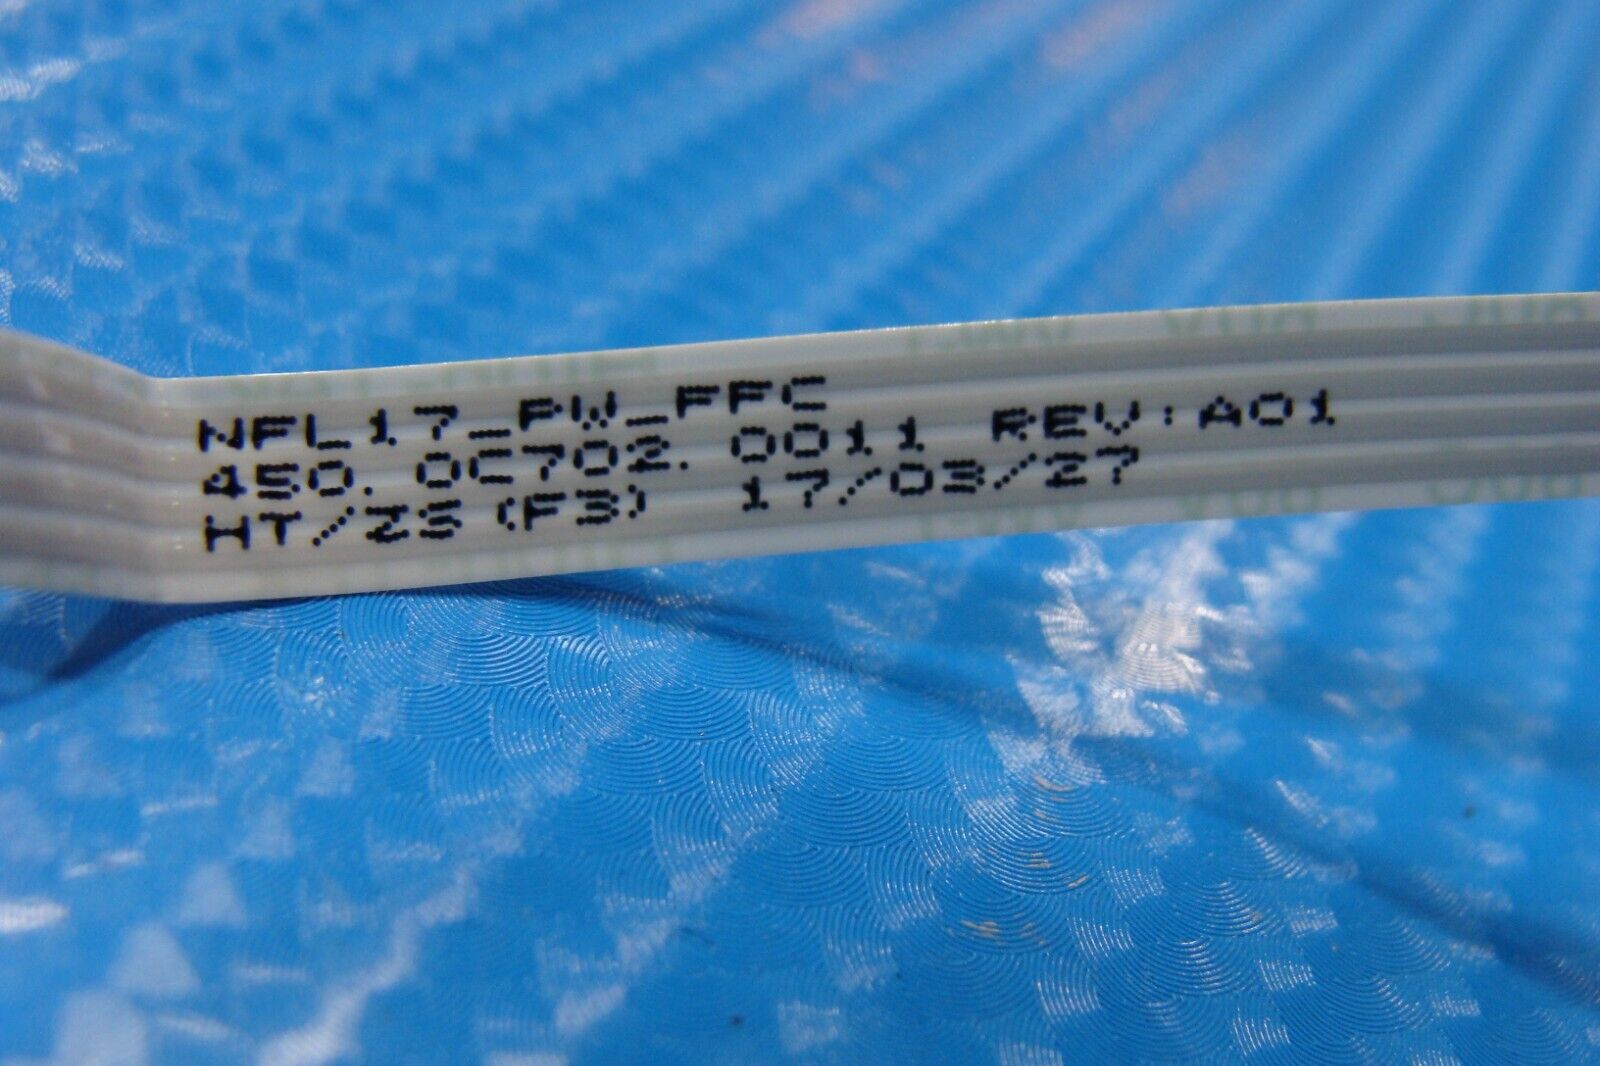 NFL17_PW_FFC
450.0C702.0011 REV:A01
HT/ZS(F3) 17/03/27